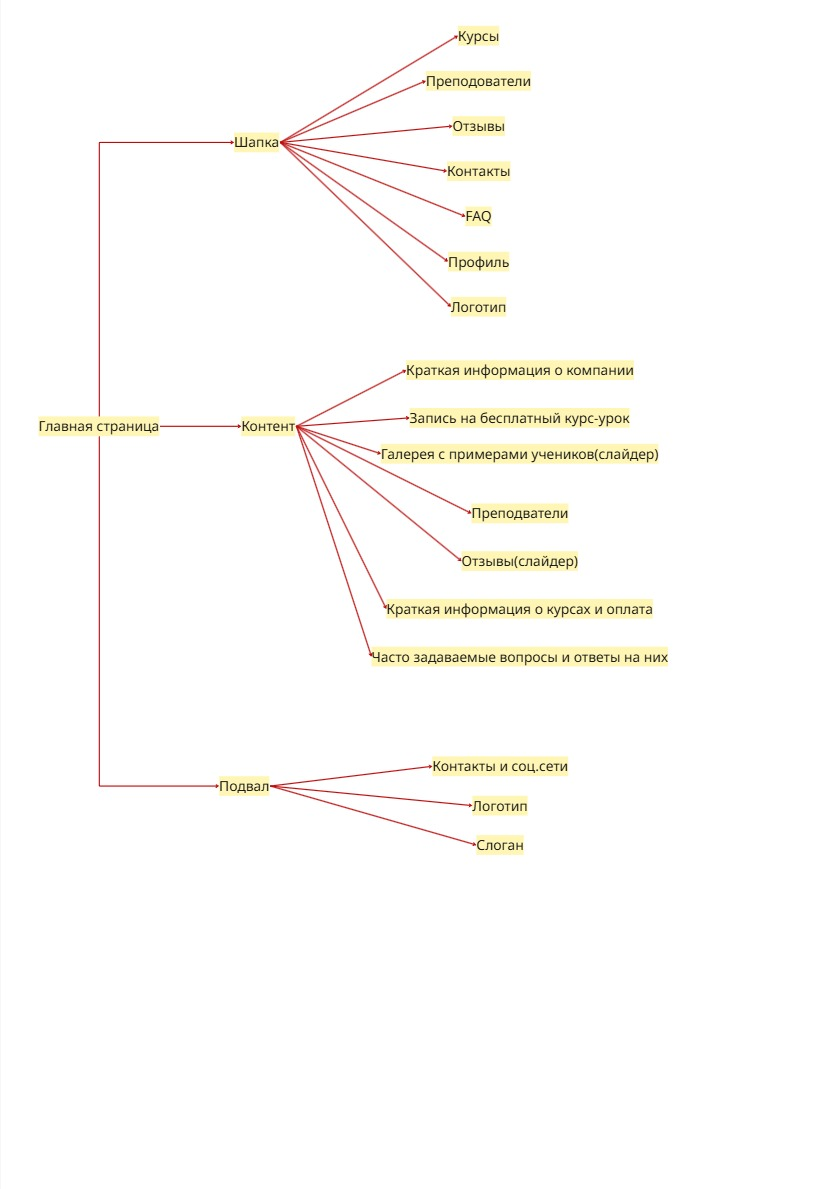 Курсы
Преподователи
Отзывы
Шапка
Контакты
FAQ
Профиль
Логотип
Краткая информация о компании
Запись на бесплатный курс-урок
Главная страница
Контент
Галерея с примерами учеников(слайдер)
Преподватели
Отзывы(слайдер)
Краткая информация о курсах и оплата
Часто задаваемые вопросы и ответы на них
Контакты и соц.сети
Подвал
Логотип
Слоган